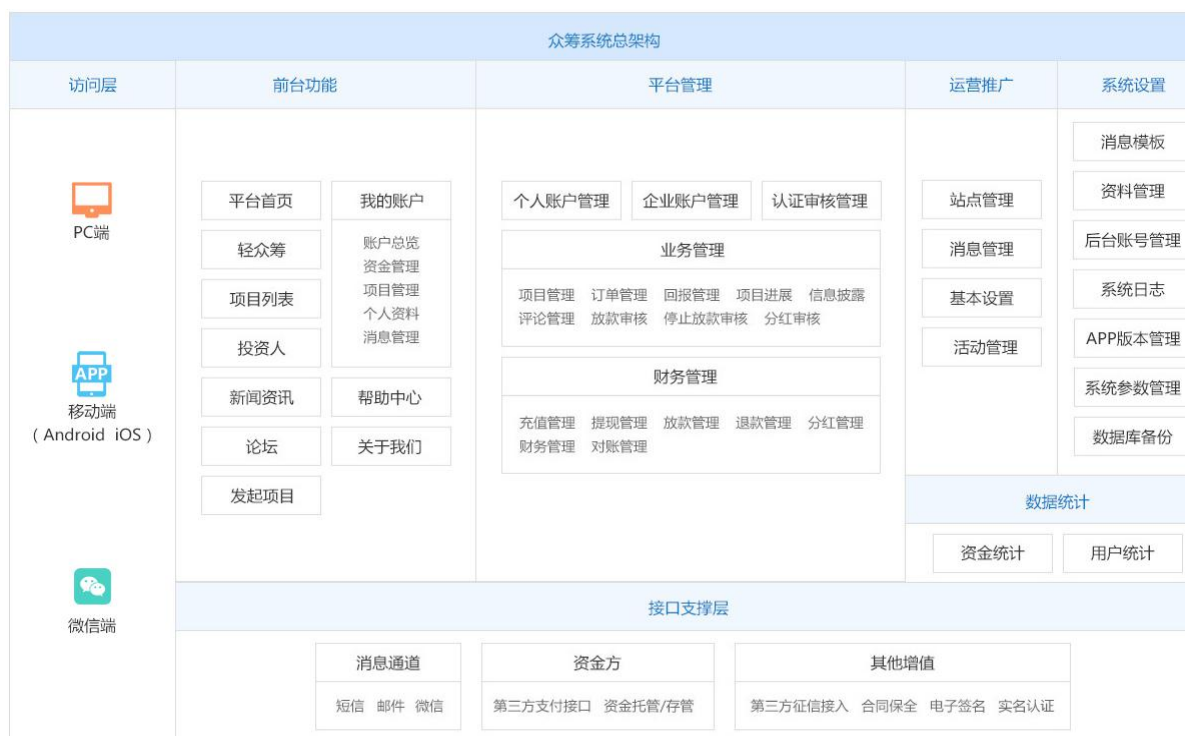 众筹系统总架构
访问层
前台功能
平台管理
运营推广
系统设置
PC端
APP
移动端
（Android iOS）
微信端
平台首页
轻众筹
项目列表
投资人
新闻资讯
论坛
发起项目
我的账户
账户总览
资金管理
项目管理
个人资料
消息管理
帮助中心
关于我们
个人账户管理
企业账户管理
认证审核管理
业务管理
项目管理 订单管理 回报管理 项目进展 信息披露
评论管理 放款审核 停止放款审核 分红审核
财务管理
充值管理 提现管理 放款管理 退款管理 分红管理
财务管理 对账管理
站点管理
消息管理
基本设置
活动管理
消息模板
资料管理
后台账号管理
系统日志
APP版本管理
系统参数管理
数据库备份
数据统计
资金统计
用户统计
接口支撑层
消息通道
短信 邮件 微信
资金方
第三方支付接口 资金托管/存管
其他增值
第三方征信接入 合同保全 电子签名 实名认证